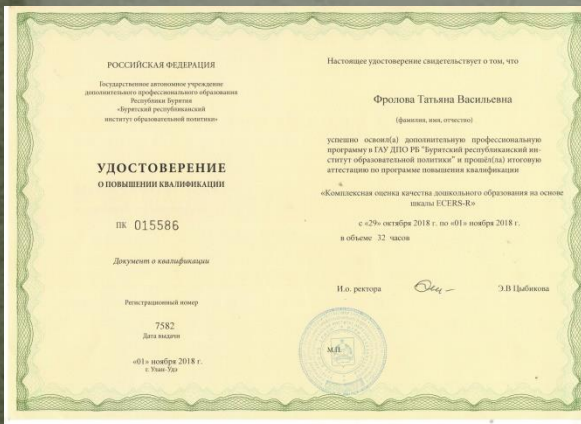 РОССИЙСКАЯ ФЕДЕРАЦИЯ
Государственное автономное учреждение
дополнительного профессионального образования
Республики Бурятия
«Бурятский республиканский
институт образовательной политики»
УДОСТОВЕРЕНИЕ
О ПОВЫШЕНИИ КВАЛИФИКАЦИИ
ПК 015586
Документ о квалификации
Регистрационный номер
7582
Дата выдачи
«01» ноября 2018 г.
г. Улан-Удэ
Настоящее удостоверение свидетельствует о том, что
Фролова Татьяна Васильевна
(фамилия, имя, отчество)
успешно освоил(а) дополнительную профессиональную
программу в ГАУ ДПО РБ "Бурятский республиканский ин-
ститут образовательной политики" и прошёл(ла) итоговую
аттестацию по программе повышения квалификации
«Комплексная оценка качества дошкольного образования на основе
шкалы ECERS-R»
с «29» октября 2018 г. по «01» ноября 2018 г.
в объеме 32 часов
И.о. ректора Э.В Цыбикова
М.П.